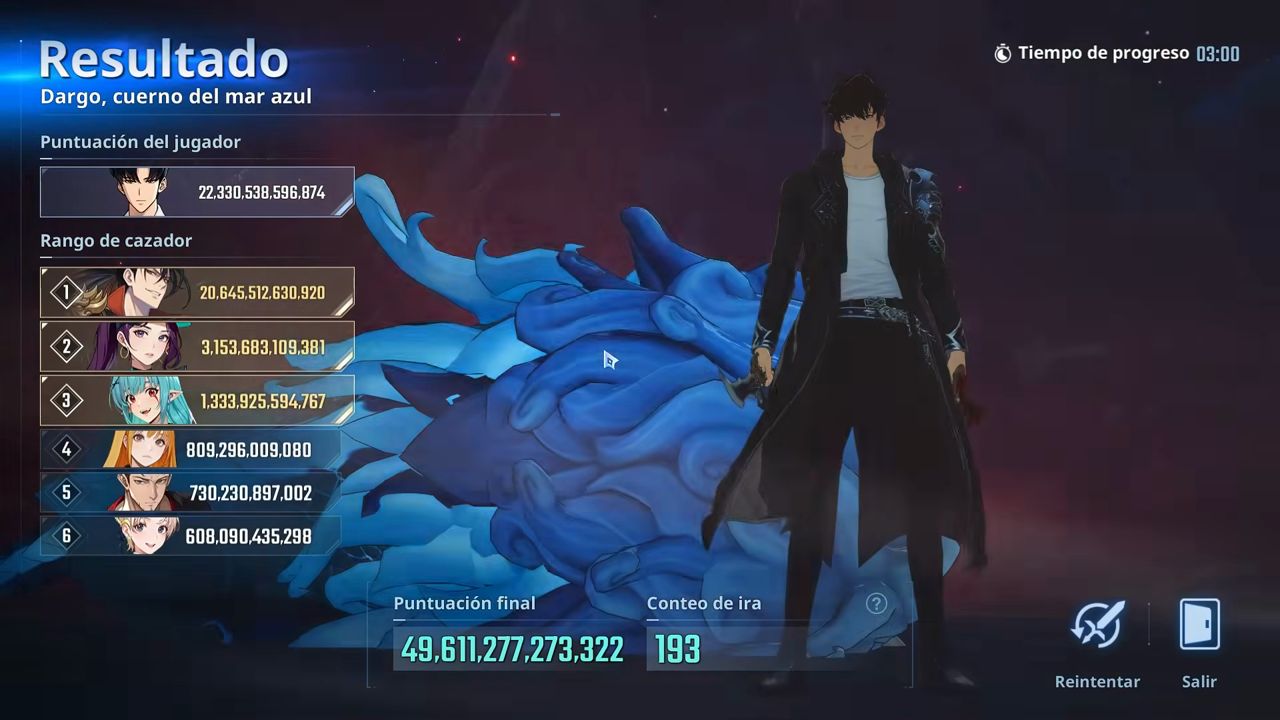 Resultado
Dargo, cuerno del mar azul
Tiempo de progreso 03:00
Puntuación del jugador
22,330,538,596,874
Rango de cazador
1 20,645,512,630,920
2 3,153,683,109,381
3 1,333,925,594,767
4 809,296,009,080
5 730,230,897,002
6 608,090,435,298
Puntuación final
49,611,277,273,322
Conteo de ira ?
193
Reintentar
Salir